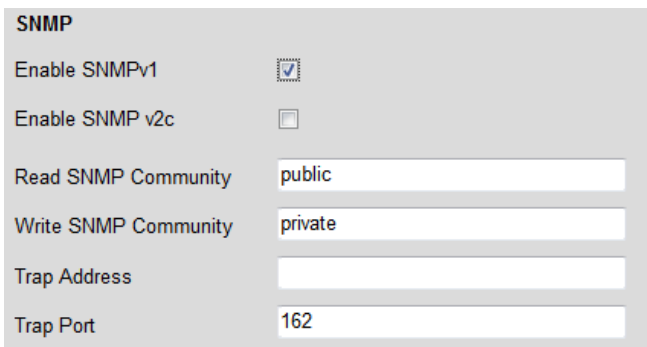 SNMP
Enable SNMPv1
Enable SNMP v2c
Read SNMP Community public
Write SNMP Community private
Trap Address
Trap Port 162